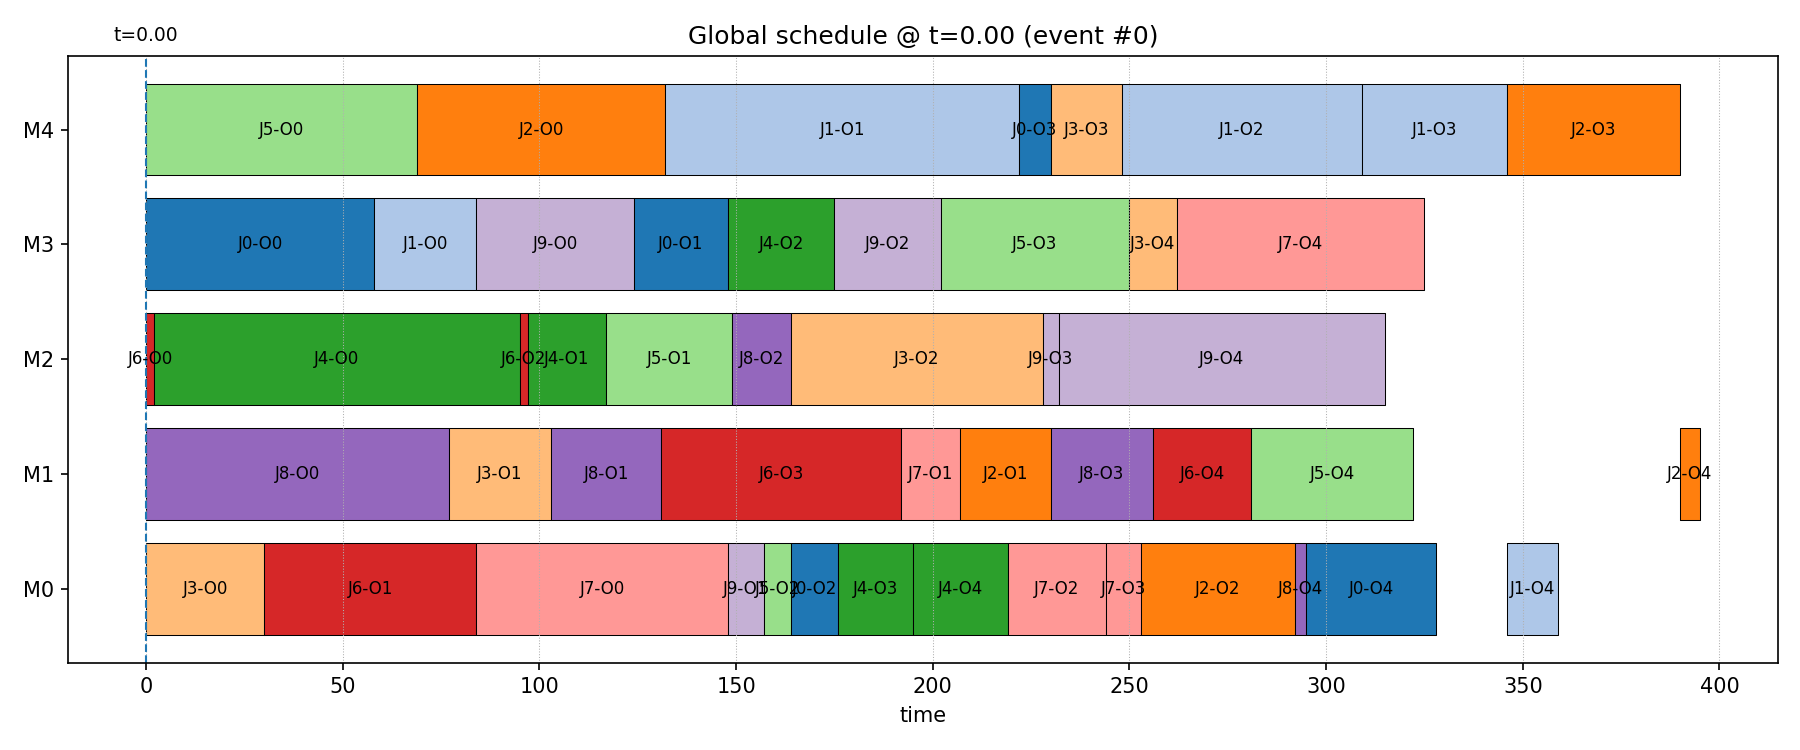 t=0.00
Global schedule @ t=0.00 (event #0)
M4
J5-O0
J2-O0
J1-O1
J0-O3
J3-O3
J1-O2
J1-O3
J2-O3
M3
J0-O0
J1-O0
J9-O0
J0-O1
J4-O2
J9-O2
J5-O3
J3-O4
J7-O4
M2
J6-O0
J4-O0
J6-O2
J4-O1
J5-O1
J8-O2
J3-O2
J9-O3
J9-O4
M1
J8-O0
J3-O1
J8-O1
J6-O3
J7-O1
J2-O1
J8-O3
J6-O4
J5-O4
J2-O4
M0
J3-O0
J6-O1
J7-O0
J9-O1
J5-O2
J0-O2
J4-O3
J4-O4
J7-O2
J7-O3
J2-O2
J8-O4
J0-O4
J1-O4
0 50 100 150 200 250 300 350 400
time